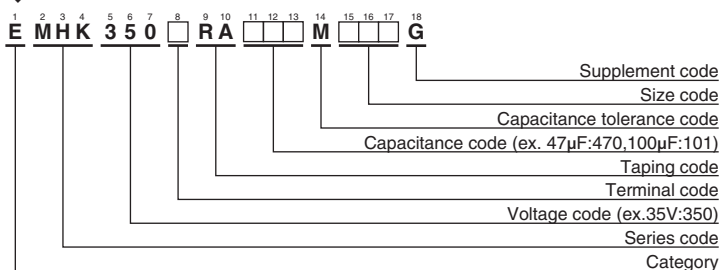 1 2 3 4 5 6 7 8 9 10 11 12 13 14 15 16 17 18
E MHK 350 □ RA □□□ M □□□ G
Supplement code
Size code
Capacitance tolerance code
Capacitance code (ex. 47μF:470,100μF:101)
Taping code
Terminal code
Voltage code (ex.35V:350)
Series code
Category